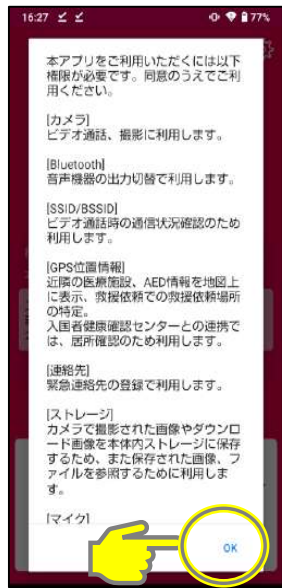 16:27
77%
本アプリをご利用いただくには以下
権限が必要です。同意のうえでご利
用ください。
[カメラ]
ビデオ通話、撮影に利用します。
[Bluetooth]
音声機器の出力切替で利用します。
[SSID/BSSID]
ビデオ通話時の通信状況確認のため
利用します。
[GPS位置情報]
近隣の医療施設、AED情報を地図上
に表示、救援依頼での救援依頼場所
の特定。
入国者健康確認センターとの連携で
は、居所確認のため利用します。
[連絡先]
緊急連絡先の登録で利用します。
[ストレージ]
カメラで撮影された画像やダウンロ
ード画像を本体内ストレージに保存
するため、また保存された画像、フ
ァイルを参照するために利用しま
す。
[マイク]
OK